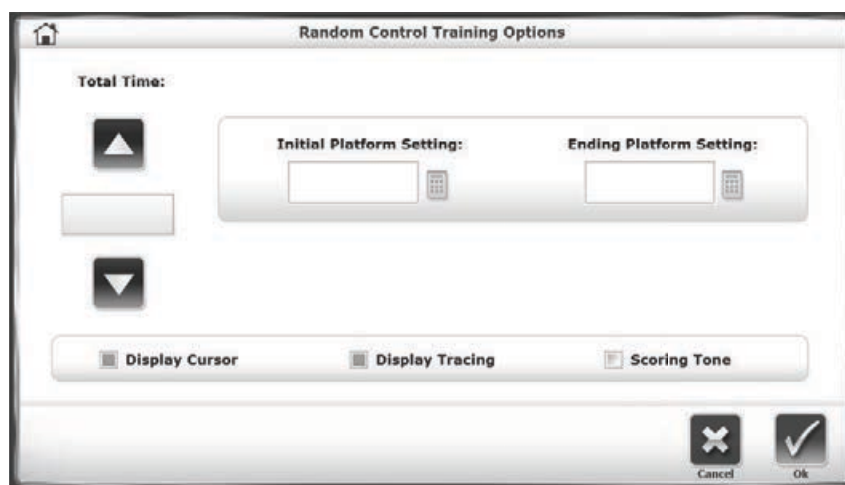 Random Control Training Options
Total Time:
Initial Platform Setting:
Ending Platform Setting:
Display Cursor
Display Tracing
Scoring Tone
Cancel
Ok